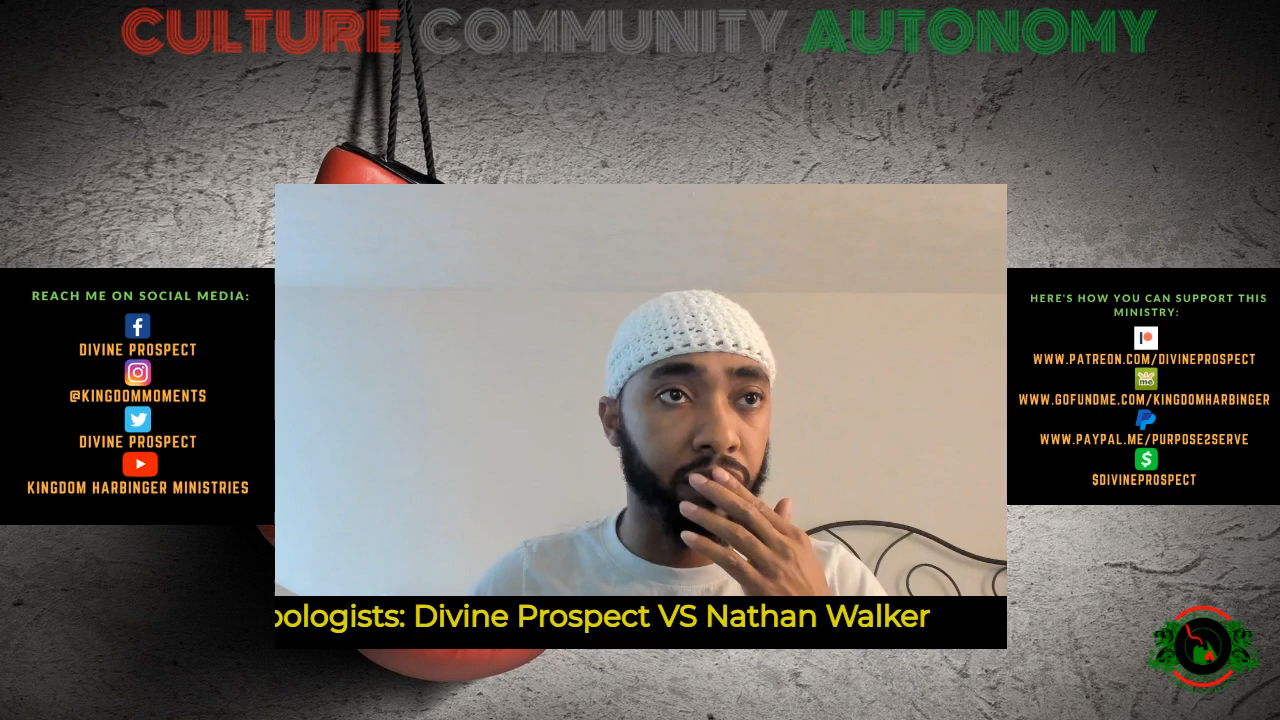 CULTURE COMMUNITY AUTONOMY
REACH ME ON SOCIAL MEDIA:
DIVINE PROSPECT
@KINGDOMMOMENTS
DIVINE PROSPECT
KINGDOM HARBINGER MINISTRIES
HERE'S HOW YOU CAN SUPPORT THIS
MINISTRY:
WWW.PATREON.COM/DIVINEPROSPECT
me
WWW.GOFUNDME.COM/KINGDOMHARBINGER
WWW.PAYPAL.ME/PURPOSE2SERVE
$DIVINEPROSPECT
ologists: Divine Prospect VS Nathan Walker